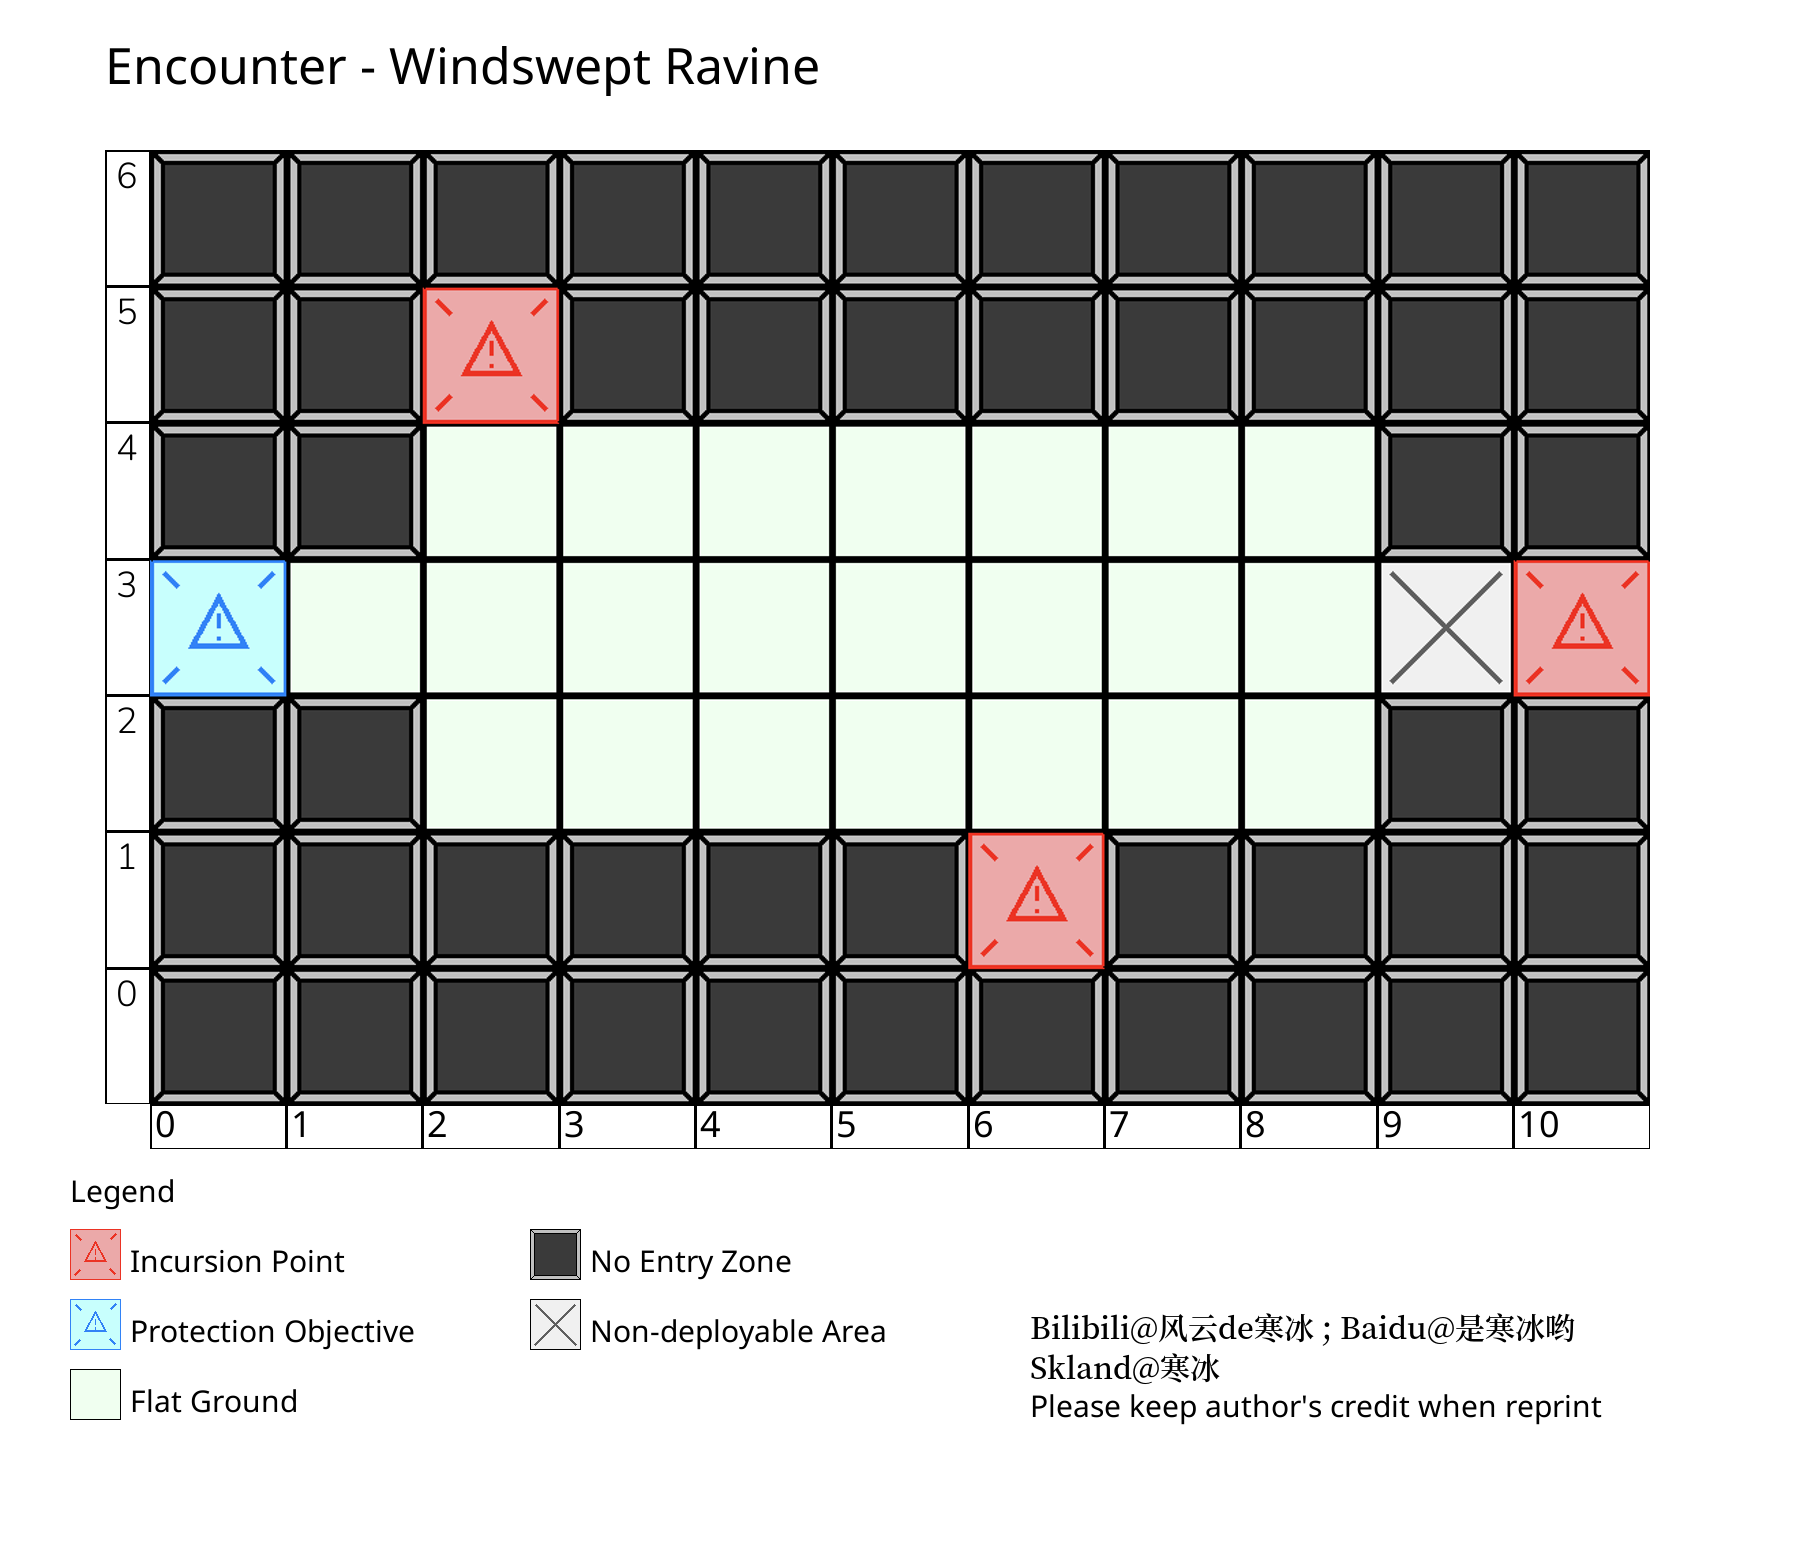 Encounter - Windswept Ravine
6
5
4
3
2
1
0
0 1 2 3 4 5 6 7 8 9 10
Legend
Incursion Point
No Entry Zone
Protection Objective
Non-deployable Area
Flat Ground
Bilibili@风云de寒冰 ; Baidu@是寒冰哟
Skland@寒冰
Please keep author's credit when reprint